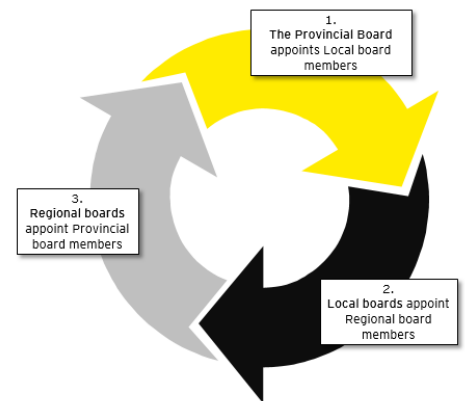 1.
The Provincial Board
appoints Local board
members
2.
Local boards appoint
Regional board
members
3.
Regional boards
appoint Provincial
board members